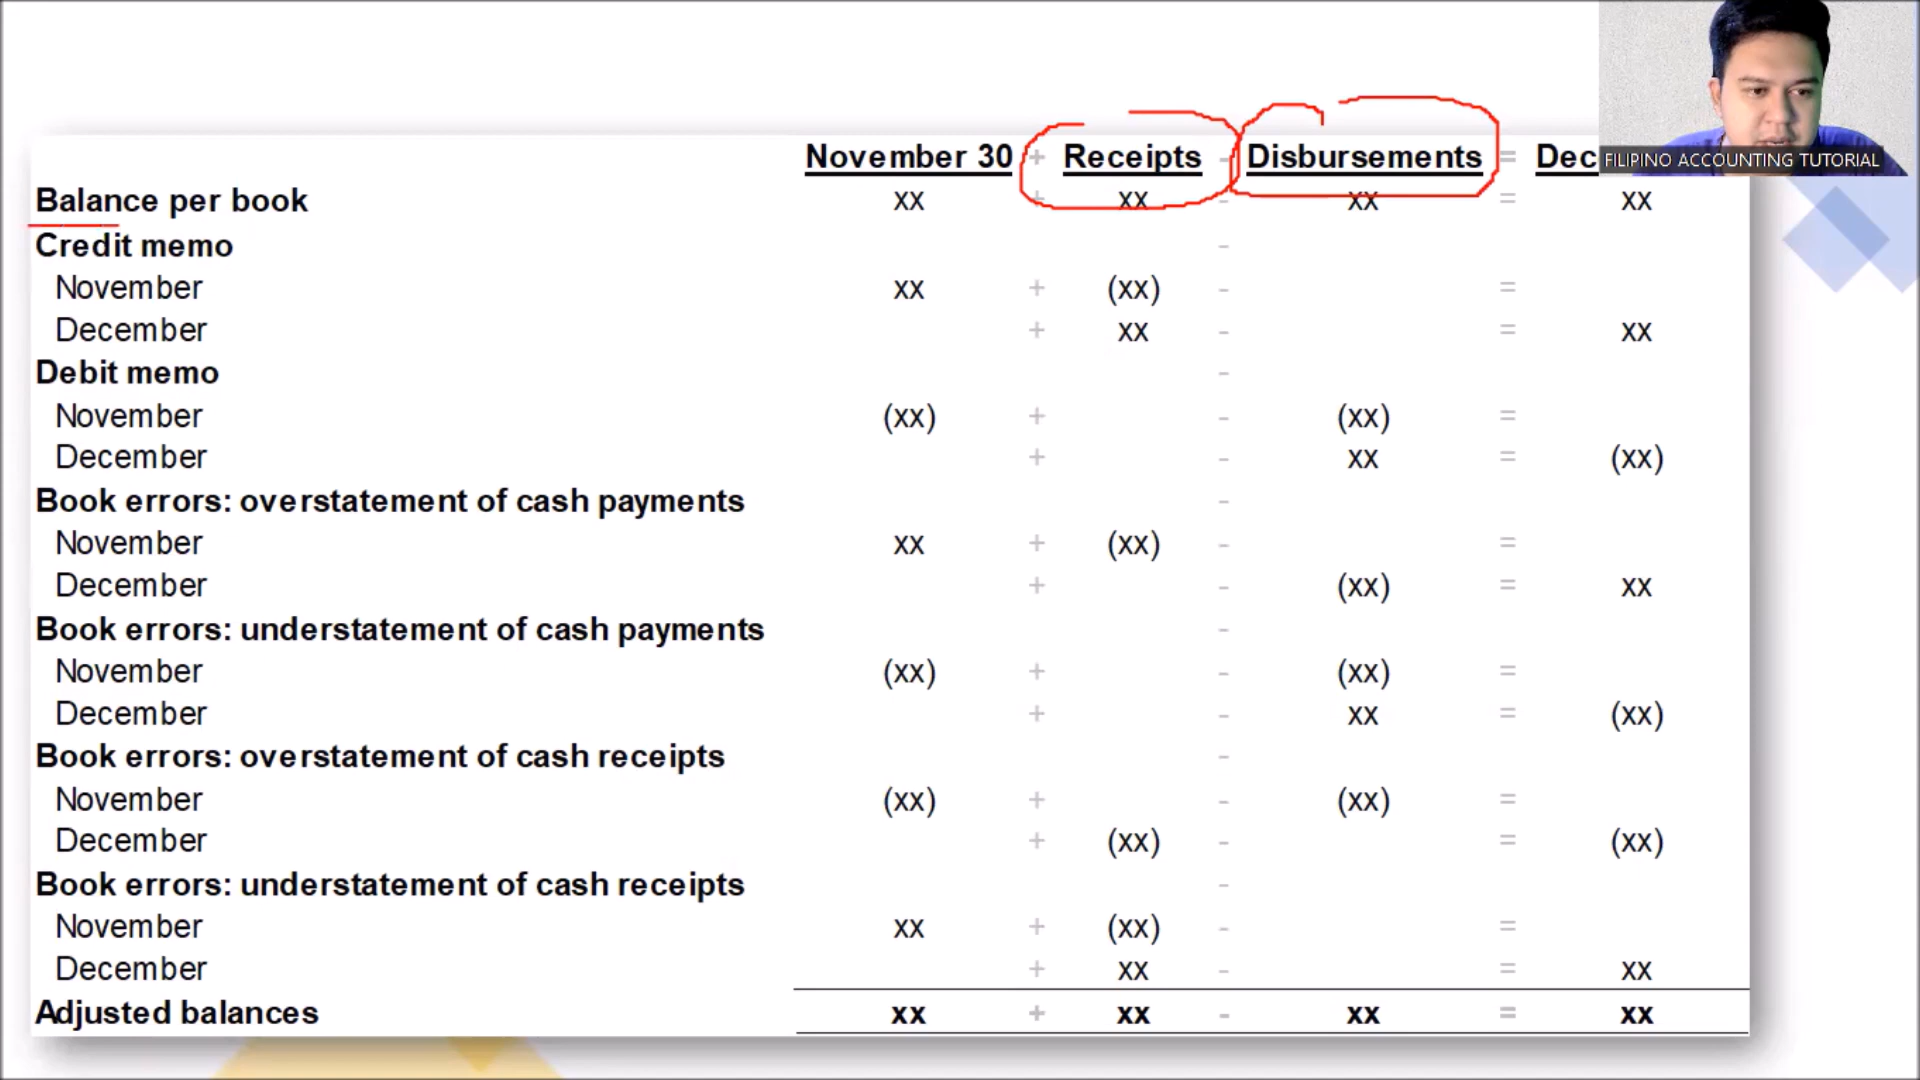 FILIPINO ACCOUNTING TUTORIAL
November 30 + Receipts - Disbursements = Dec
Balance per book xx + xx - xx = xx
Credit memo -
November xx + (xx) - =
December + xx - = xx
Debit memo -
November (xx) + - (xx) =
December + - xx = (xx)
Book errors: overstatement of cash payments -
November xx + (xx) - =
December + - (xx) = xx
Book errors: understatement of cash payments -
November (xx) + - (xx) =
December + - xx = (xx)
Book errors: overstatement of cash receipts -
November (xx) + - (xx) =
December + (xx) - = (xx)
Book errors: understatement of cash receipts -
November xx + (xx) - =
December + xx - = xx
Adjusted balances xx + xx - xx = xx